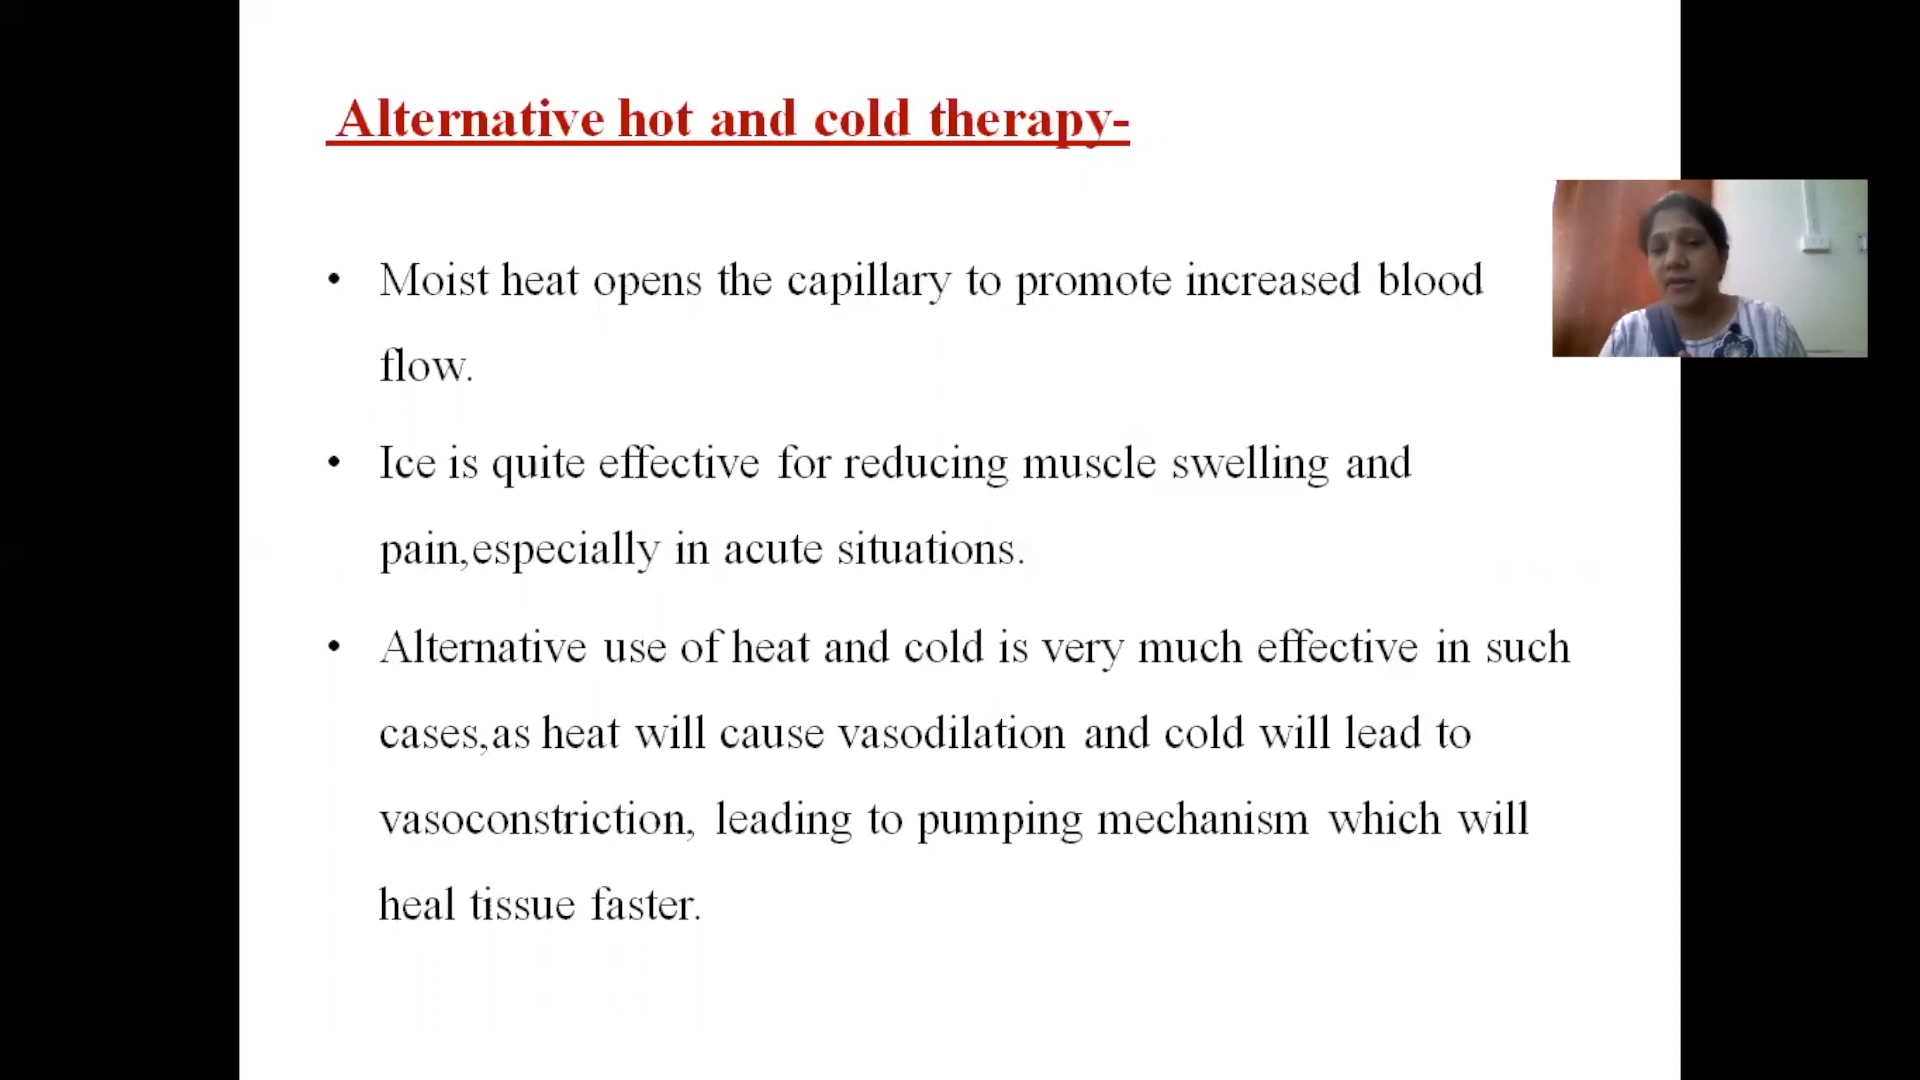 Alternative hot and cold therapy-
• Moist heat opens the capillary to promote increased blood
flow.
• Ice is quite effective for reducing muscle swelling and
pain,especially in acute situations.
• Alternative use of heat and cold is very much effective in such
cases,as heat will cause vasodilation and cold will lead to
vasoconstriction, leading to pumping mechanism which will
heal tissue faster.